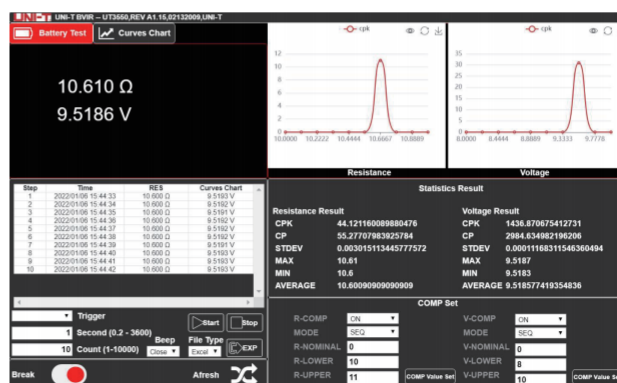 UNI-T UNI-T BVIR -- UT3550,REV A1.15,02132009,UNI-T
Battery Test Curves Chart
10.610 Ω
9.5186 V
cpk
12
10
8
6
4
2
0
10.0000 10.2222 10.4444 10.6667 10.8889
Resistance
cpk
35
30
25
20
15
10
5
0
8.0000 8.4444 8.8889 9.3333 9.7778
Voltage
Step Time RES Curves Chart
1 2022/01/06 15:44:33 10.600 Ω 9.5193 V
2 2022/01/06 15:44:34 10.600 Ω 9.5192 V
3 2022/01/06 15:44:35 10.600 Ω 9.5191 V
4 2022/01/06 15:44:36 10.600 Ω 9.5192 V
5 2022/01/06 15:44:37 10.600 Ω 9.5192 V
6 2022/01/06 15:44:38 10.600 Ω 9.5192 V
7 2022/01/06 15:44:39 10.600 Ω 9.5191 V
8 2022/01/06 15:44:40 10.600 Ω 9.5193 V
9 2022/01/06 15:44:41 10.600 Ω 9.5193 V
10 2022/01/06 15:44:42 10.600 Ω 9.5193 V
Statistics Result
Resistance Result
CPK 44.121160089880476
CP 55.27707983925784
STDEV 0.003015113445777572
MAX 10.61
MIN 10.6
AVERAGE 10.60090909090909
Voltage Result
CPK 1436.870675412731
CP 2984.634982196206
STDEV 0.00011168311546360494
MAX 9.5187
MIN 9.5183
AVERAGE 9.518577419354836
Trigger
Start Stop
1 Second (0.2 - 3600)
Beep File Type
10 Count (1-10000) Close Excel EXP
Break Afresh
COMP Set
R-COMP ON
MODE SEQ
R-NOMINAL 0
R-LOWER 10
R-UPPER 11
COMP Value Set
V-COMP ON
MODE SEQ
V-NOMINAL 0
V-LOWER 8
V-UPPER 10
COMP Value Set